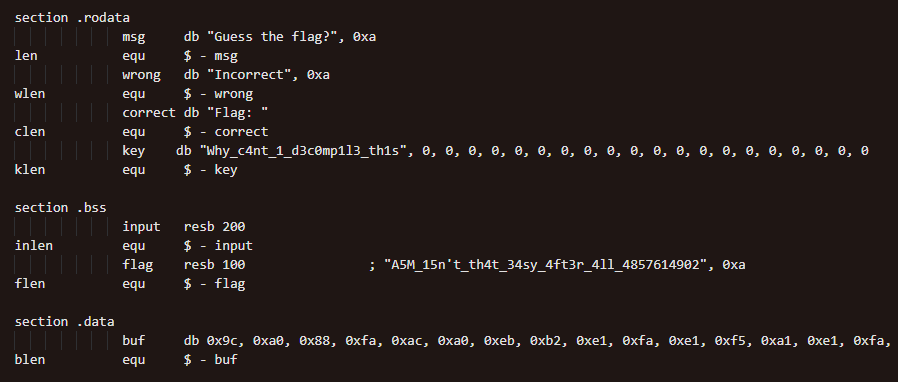 section .rodata
msg db "Guess the flag?", 0xa
len equ $ - msg
wrong db "Incorrect", 0xa
wlen equ $ - wrong
correct db "Flag: "
clen equ $ - correct
key db "Why_c4nt_1_d3c0mp1l3_th1s", 0, 0, 0, 0, 0, 0, 0, 0, 0, 0, 0, 0, 0, 0, 0, 0, 0, 0, 0, 0
klen equ $ - key
section .bss
input resb 200
inlen equ $ - input
flag resb 100 ; "A5M_15n't_th4t_34sy_4ft3r_4ll_4857614902", 0xa
flen equ $ - flag
section .data
buf db 0x9c, 0xa0, 0x88, 0xfa, 0xac, 0xa0, 0xeb, 0xb2, 0xe1, 0xfa, 0xe1, 0xf5, 0xa1, 0xe1, 0xfa,
blen equ $ - buf